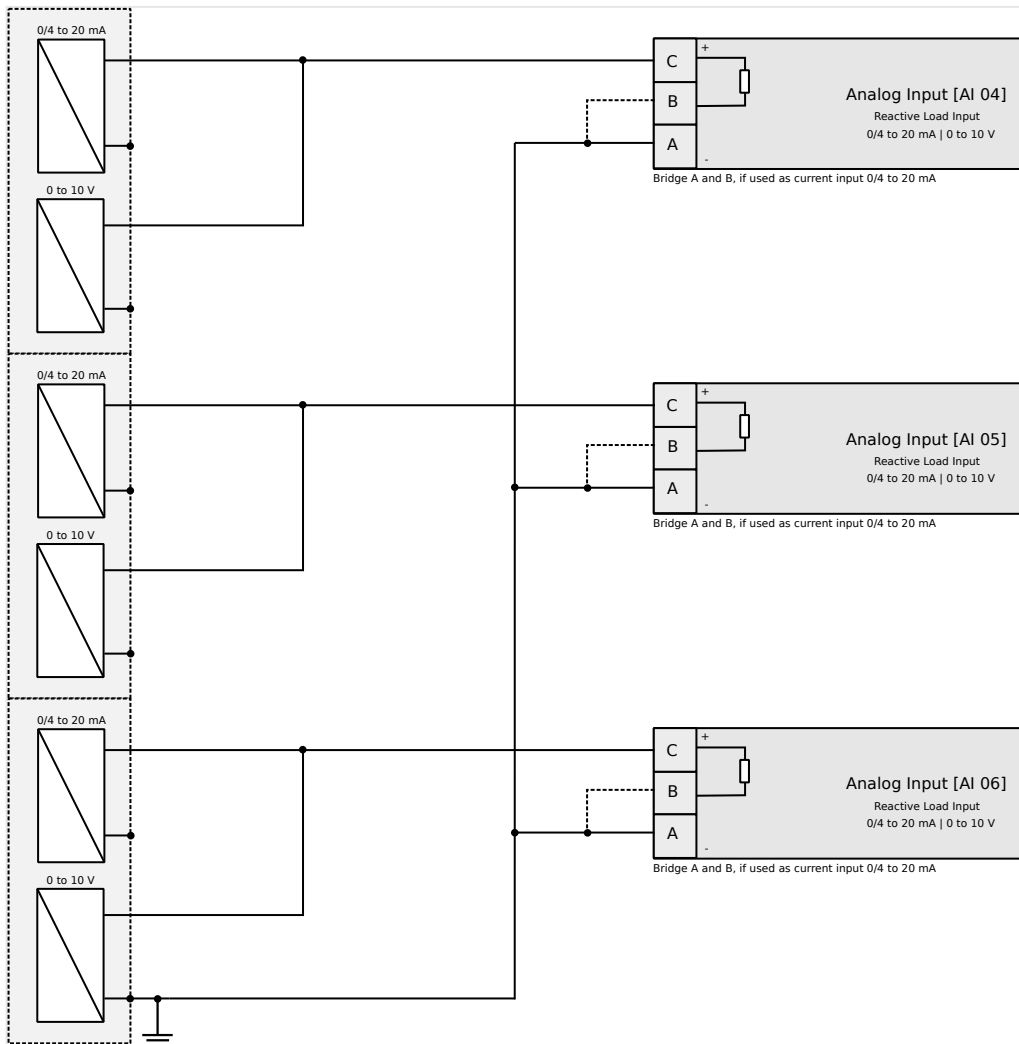 0/4 to 20 mA
0 to 10 V
C
B
A
+
-
Analog Input [AI 04]
Reactive Load Input
0/4 to 20 mA | 0 to 10 V
Bridge A and B, if used as current input 0/4 to 20 mA
0/4 to 20 mA
0 to 10 V
C
B
A
+
-
Analog Input [AI 05]
Reactive Load Input
0/4 to 20 mA | 0 to 10 V
Bridge A and B, if used as current input 0/4 to 20 mA
0/4 to 20 mA
0 to 10 V
C
B
A
+
-
Analog Input [AI 06]
Reactive Load Input
0/4 to 20 mA | 0 to 10 V
Bridge A and B, if used as current input 0/4 to 20 mA